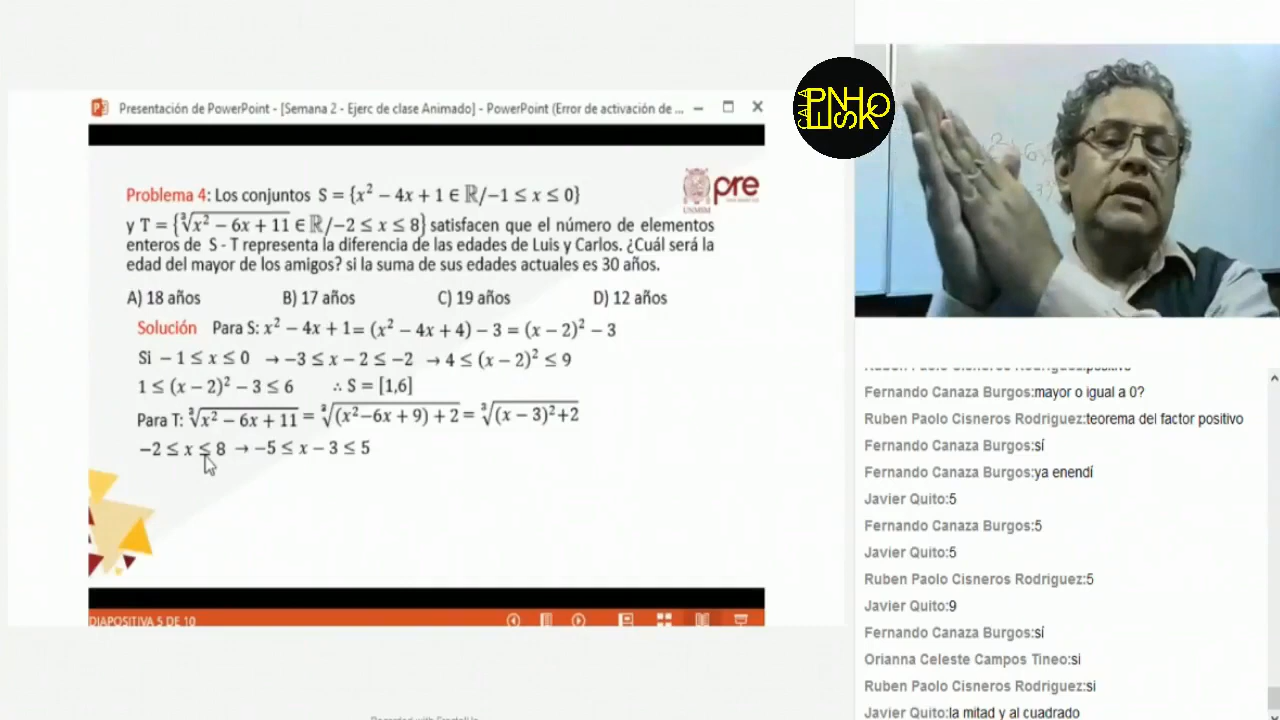 Presentación de PowerPoint - [Semana 2 - Ejerc de clase Animado] - PowerPoint (Error de activación de ...
CALA
PNHO
ESK
Problema 4: Los conjuntos S = {x² − 4x + 1 ∈ ℝ/−1 ≤ x ≤ 0}
y T = {∛(x² − 6x + 11) ∈ ℝ/−2 ≤ x ≤ 8} satisfacen que el número de elementos
enteros de S - T representa la diferencia de las edades de Luis y Carlos. ¿Cuál será la
edad del mayor de los amigos? si la suma de sus edades actuales es 30 años.
pre
UNMSM
A) 18 años B) 17 años C) 19 años D) 12 años
Solución Para S: x² − 4x + 1 = (x² − 4x + 4) − 3 = (x − 2)² − 3
Si −1 ≤ x ≤ 0 → −3 ≤ x − 2 ≤ −2 → 4 ≤ (x − 2)² ≤ 9
1 ≤ (x − 2)² − 3 ≤ 6 ∴ S = [1,6]
Para T: ∛(x² − 6x + 11) = ∛((x²−6x + 9) + 2) = ∛((x − 3)²+2)
−2 ≤ x ≤ 8 → −5 ≤ x − 3 ≤ 5
DIAPOSITIVA 5 DE 10
Ruben Paolo Cisneros Rodriguez:positivo
Fernando Canaza Burgos:mayor o igual a 0?
Ruben Paolo Cisneros Rodriguez:teorema del factor positivo
Fernando Canaza Burgos:sí
Fernando Canaza Burgos:ya enendí
Javier Quito:5
Fernando Canaza Burgos:5
Javier Quito:5
Ruben Paolo Cisneros Rodriguez:5
Javier Quito:9
Fernando Canaza Burgos:sí
Orianna Celeste Campos Tineo:si
Ruben Paolo Cisneros Rodriguez:si
Javier Quito:la mitad y al cuadrado